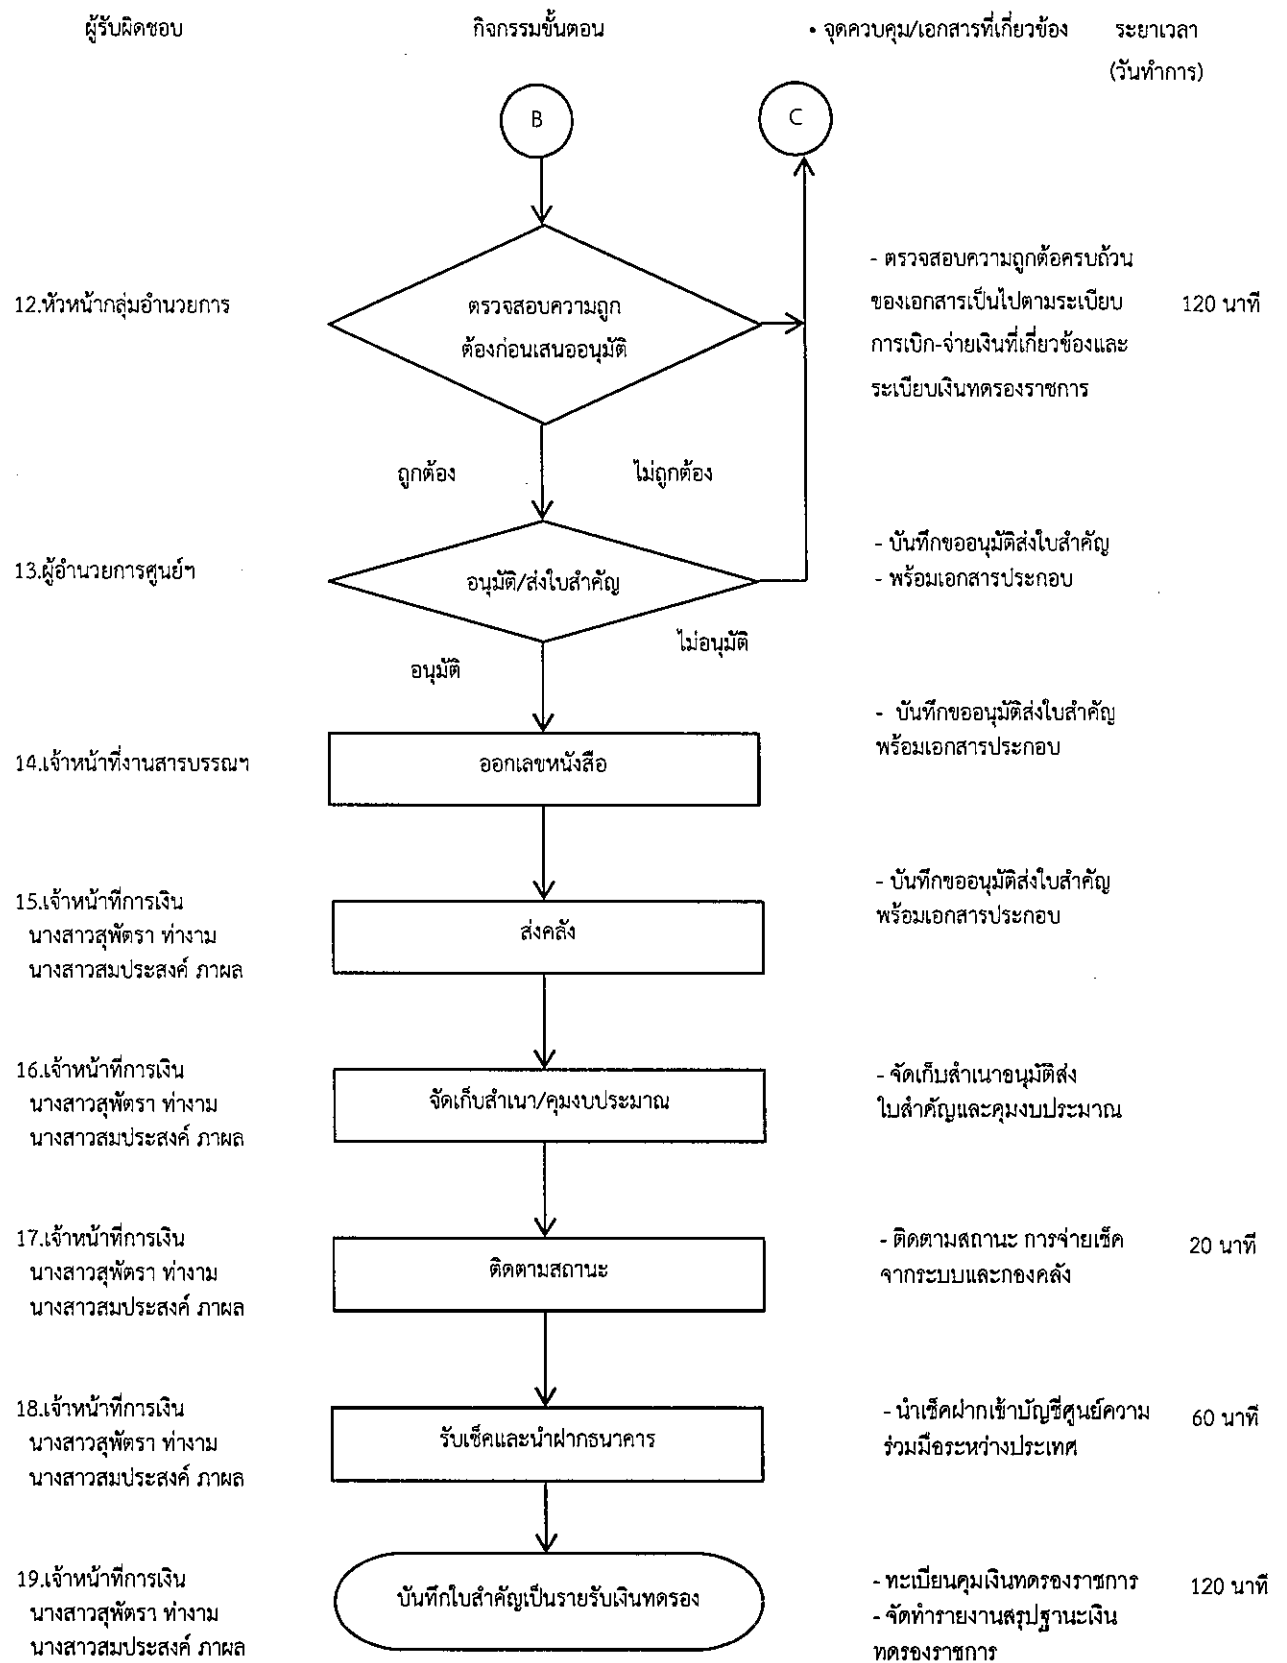 ผู้รับผิดชอบ กิจกรรมขั้นตอน • จุดควบคุม/เอกสารที่เกี่ยวข้อง ระยาเวลา
(วันทำการ)
B C
12.หัวหน้ากลุ่มอำนวยการ
ตรวจสอบความถูก
ต้องก่อนเสนออนุมัติ
- ตรวจสอบความถูกต้อครบถ้วน
ของเอกสารเป็นไปตามระเบียบ
การเบิก-จ่ายเงินที่เกี่ยวข้องและ
ระเบียบเงินทดรองราชการ
120 นาที
ถูกต้อง ไม่ถูกต้อง
13.ผู้อำนวยการศูนย์ฯ
อนุมัติ/ส่งใบสำคัญ
- บันทึกขออนุมัติส่งใบสำคัญ
- พร้อมเอกสารประกอบ
ไม่อนุมัติ
อนุมัติ
14.เจ้าหน้าที่งานสารบรรณฯ
ออกเลขหนังสือ
- บันทึกขออนุมัติส่งใบสำคัญ
พร้อมเอกสารประกอบ
15.เจ้าหน้าที่การเงิน
นางสาวสุพัตรา ท่างาม
นางสาวสมประสงค์ ภาผล
ส่งคลัง
- บันทึกขออนุมัติส่งใบสำคัญ
พร้อมเอกสารประกอบ
16.เจ้าหน้าที่การเงิน
นางสาวสุพัตรา ท่างาม
นางสาวสมประสงค์ ภาผล
จัดเก็บสำเนา/คุมงบประมาณ
- จัดเก็บสำเนาอนุมัติส่ง
ใบสำคัญและคุมงบประมาณ
17.เจ้าหน้าที่การเงิน
นางสาวสุพัตรา ท่างาม
นางสาวสมประสงค์ ภาผล
ติดตามสถานะ
- ติดตามสถานะ การจ่ายเช็ค
จากระบบและกองคลัง
20 นาที
18.เจ้าหน้าที่การเงิน
นางสาวสุพัตรา ท่างาม
นางสาวสมประสงค์ ภาผล
รับเช็คและนำฝากธนาคาร
- นำเช็คฝากเข้าบัญชีศูนย์ความ
ร่วมมือระหว่างประเทศ
60 นาที
19.เจ้าหน้าที่การเงิน
นางสาวสุพัตรา ท่างาม
นางสาวสมประสงค์ ภาผล
บันทึกใบสำคัญเป็นรายรับเงินทดรอง
- ทะเบียนคุมเงินทดรองราชการ
- จัดทำรายงานสรุปฐานะเงิน
ทดรองราชการ
120 นาที